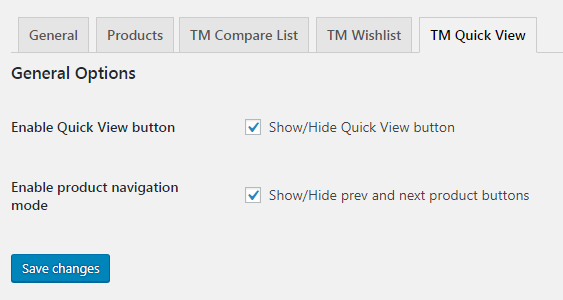 General Products TM Compare List TM Wishlist TM Quick View
General Options
Enable Quick View button Show/Hide Quick View button
Enable product navigation
mode
Show/Hide prev and next product buttons
Save changes